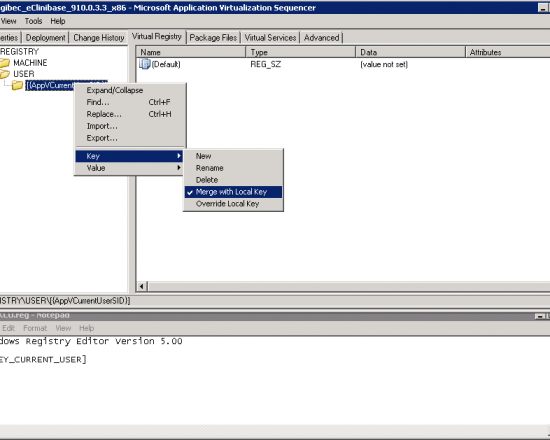 gibec_eClinibase_910.0.3.3_x86 - Microsoft Application Virtualization Sequencer
View Tools Help
erties Deployment Change History Virtual Registry Package Files Virtual Services Advanced
REGISTRY
MACHINE
USER
[{AppVCurrent
Name Type Data Attributes
(Default) REG_SZ (value not set)
Expand/Collapse
Find... Ctrl+F
Replace... Ctrl+H
Import...
Export...
Key
Value
New
Rename
Delete
Merge with Local Key
Override Local Key
ISTRY\USER\[{AppVCurrentUserSID}]
.reg - Notepad
Edit Format View Help
dows Registry Editor Version 5.00
EY_CURRENT_USER]